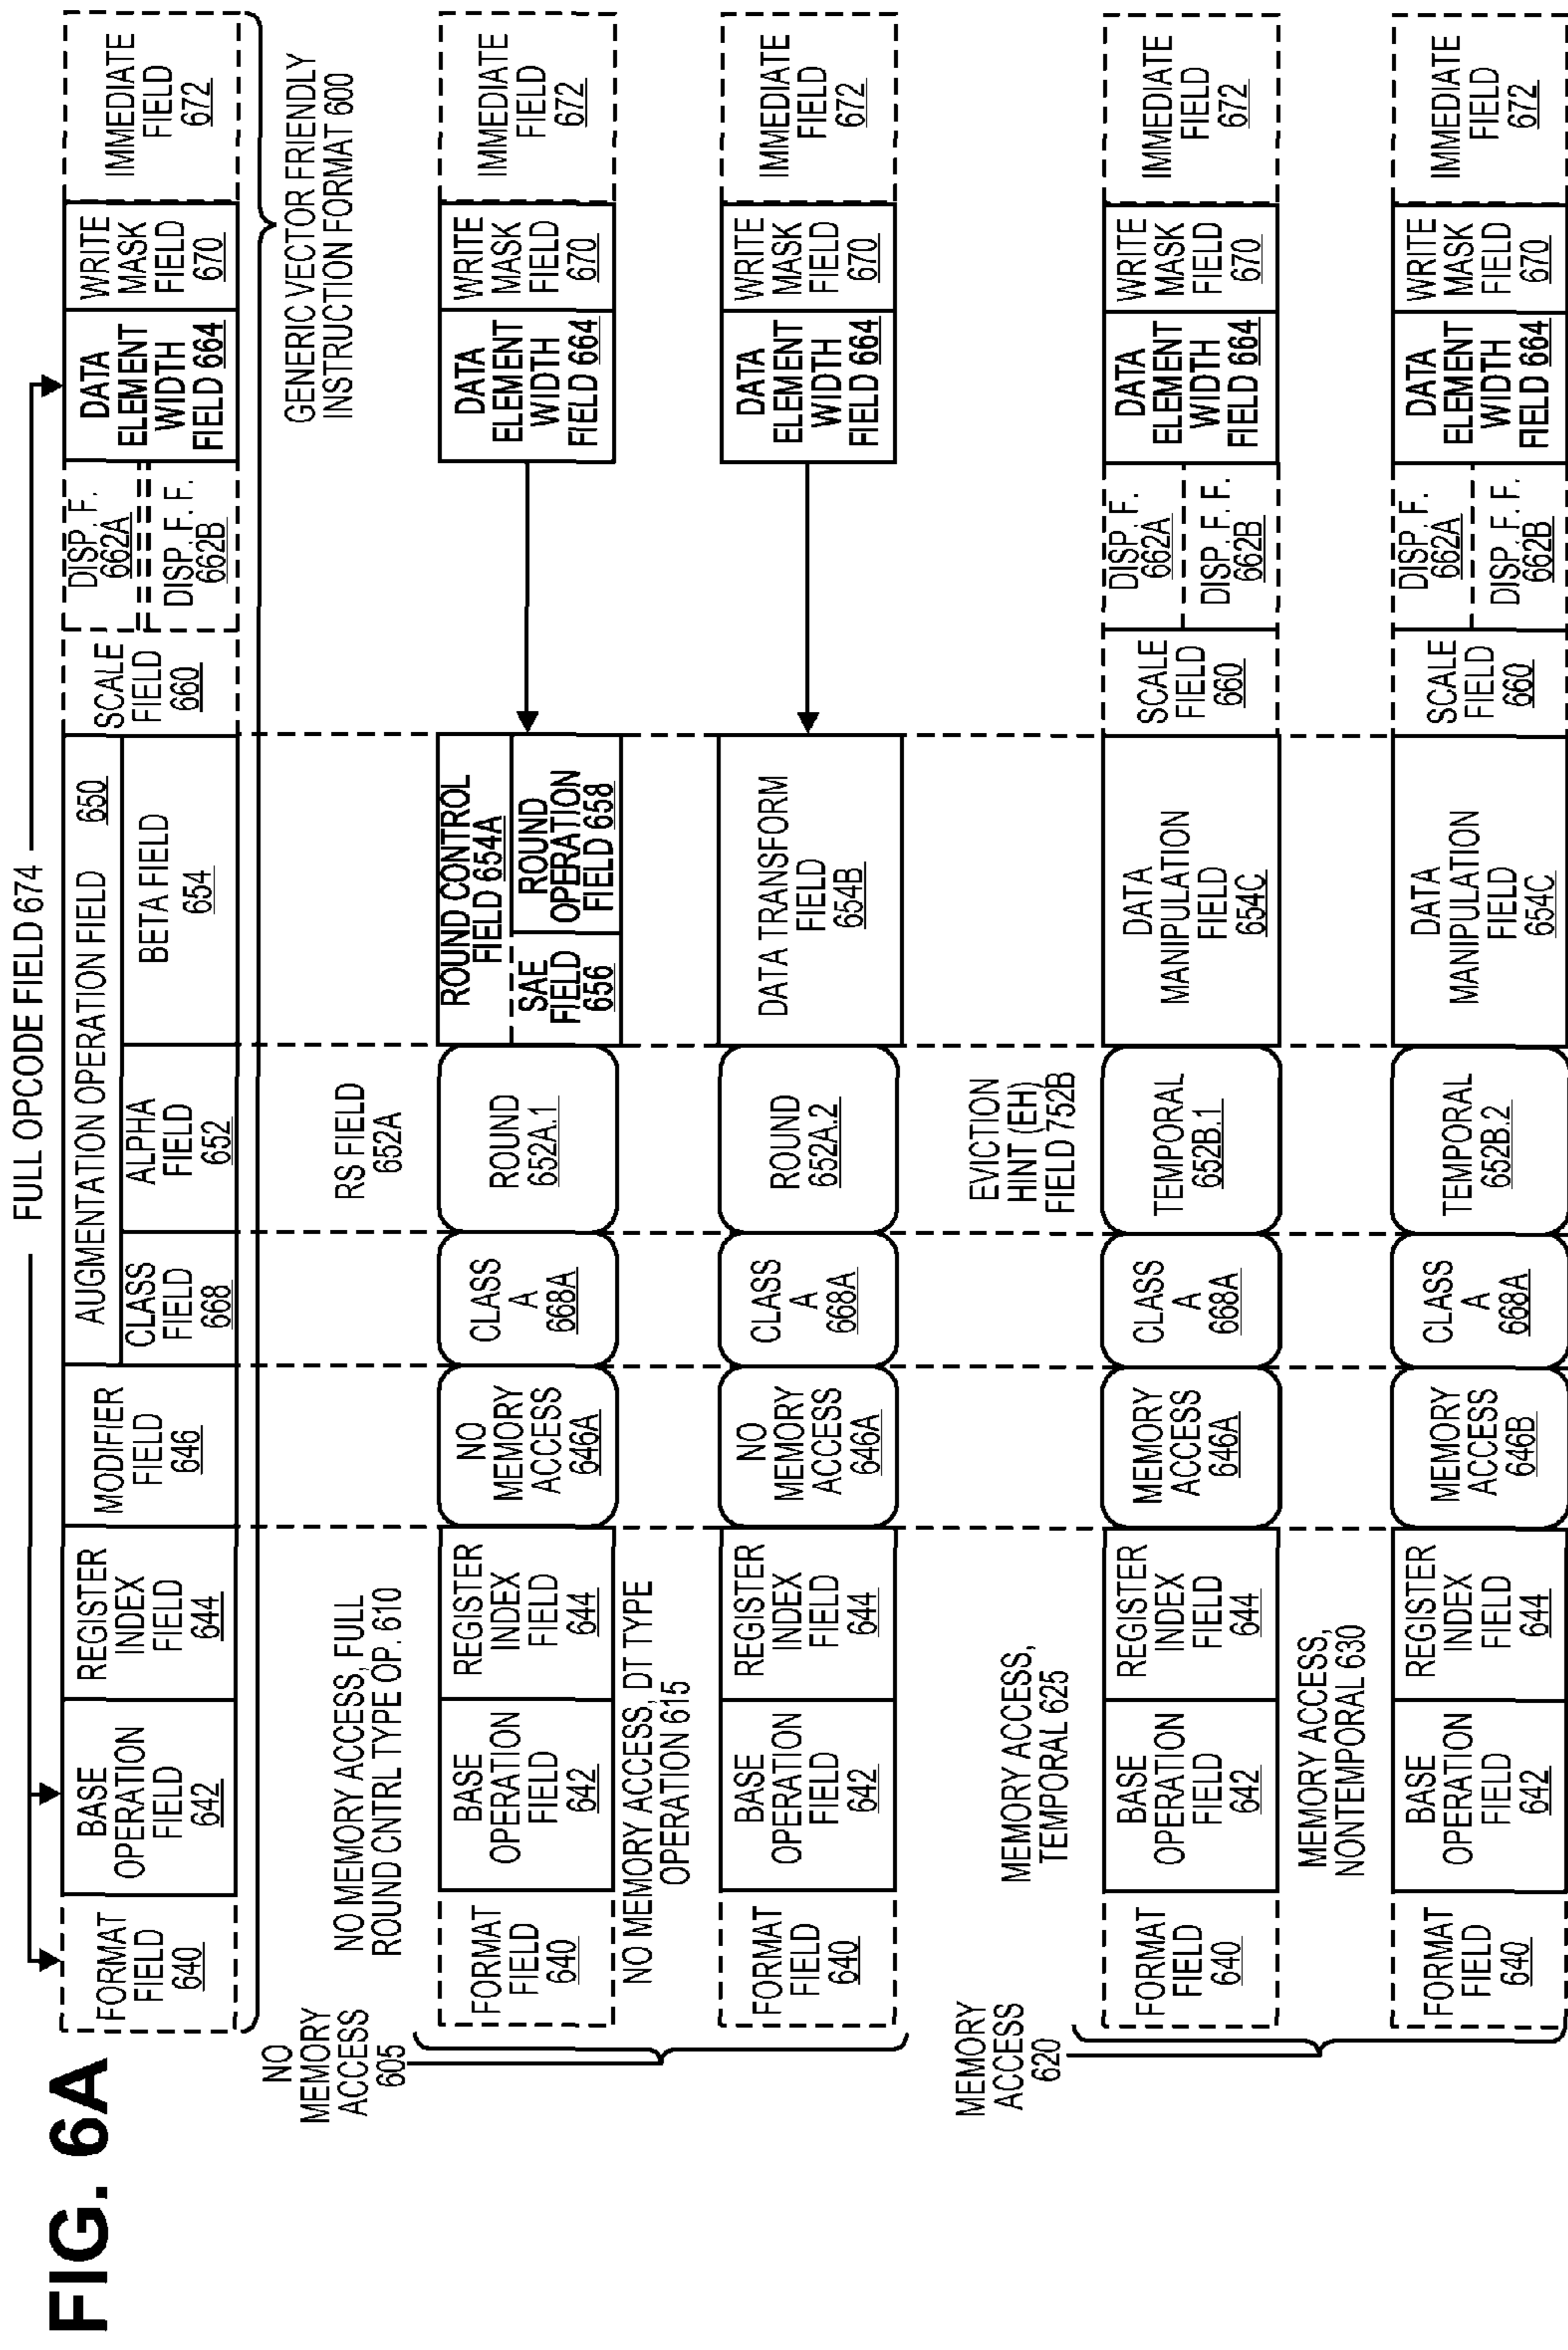 FIG. 6A
FULL OPCODE FIELD 674
FORMAT
FIELD
640
BASE
OPERATION
FIELD
642
REGISTER
INDEX
FIELD
644
MODIFIER
FIELD
646
AUGMENTATION OPERATION FIELD 650
CLASS
FIELD
668
ALPHA
FIELD
652
BETA FIELD
654
SCALE
FIELD
660
DISP. F.
662A
DISP. F. F.
662B
DATA
ELEMENT
WIDTH
FIELD 664
WRITE
MASK
FIELD
670
IMMEDIATE
FIELD
672
GENERIC VECTOR FRIENDLY
INSTRUCTION FORMAT 600
NO
MEMORY
ACCESS
605
NO MEMORY ACCESS, FULL
ROUND CNTRL TYPE OP. 610
RS FIELD
652A
FORMAT
FIELD
640
BASE
OPERATION
FIELD
642
REGISTER
INDEX
FIELD
644
NO
MEMORY
ACCESS
646A
CLASS
A
668A
ROUND
652A.1
ROUND CONTROL
FIELD 654A
SAE
FIELD
656
ROUND
OPERATION
FIELD 658
DATA
ELEMENT
WIDTH
FIELD 664
WRITE
MASK
FIELD
670
IMMEDIATE
FIELD
672
NO MEMORY ACCESS, DT TYPE
OPERATION 615
FORMAT
FIELD
640
BASE
OPERATION
FIELD
642
REGISTER
INDEX
FIELD
644
NO
MEMORY
ACCESS
646A
CLASS
A
668A
ROUND
652A.2
DATA TRANSFORM
FIELD
654B
DATA
ELEMENT
WIDTH
FIELD 664
WRITE
MASK
FIELD
670
IMMEDIATE
FIELD
672
MEMORY
ACCESS
620
MEMORY ACCESS,
TEMPORAL 625
EVICTION
HINT (EH)
FIELD 752B
FORMAT
FIELD
640
BASE
OPERATION
FIELD
642
REGISTER
INDEX
FIELD
644
MEMORY
ACCESS
646A
CLASS
A
668A
TEMPORAL
652B.1
DATA
MANIPULATION
FIELD
654C
SCALE
FIELD
660
DISP. F.
662A
DISP. F. F.
662B
DATA
ELEMENT
WIDTH
FIELD 664
WRITE
MASK
FIELD
670
IMMEDIATE
FIELD
672
MEMORY ACCESS,
NONTEMPORAL 630
FORMAT
FIELD
640
BASE
OPERATION
FIELD
642
REGISTER
INDEX
FIELD
644
MEMORY
ACCESS
646B
CLASS
A
668A
TEMPORAL
652B.2
DATA
MANIPULATION
FIELD
654C
SCALE
FIELD
660
DISP. F.
662A
DISP. F. F.
662B
DATA
ELEMENT
WIDTH
FIELD 664
WRITE
MASK
FIELD
670
IMMEDIATE
FIELD
672